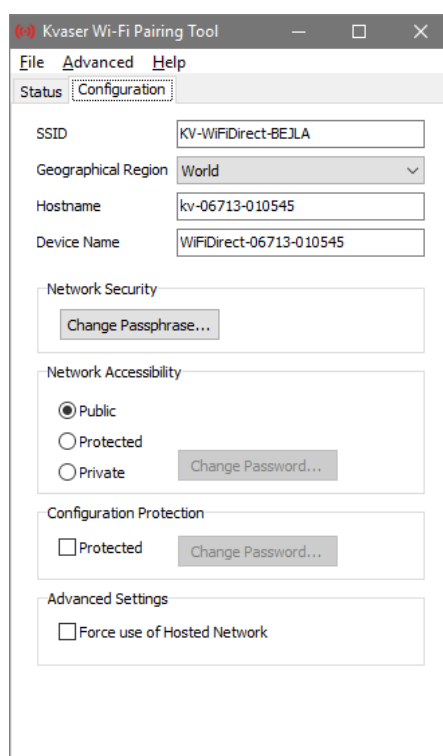 Kvaser Wi-Fi Pairing Tool
File Advanced Help
Status Configuration
SSID KV-WiFiDirect-BEJLA
Geographical Region World
Hostname kv-06713-010545
Device Name WiFiDirect-06713-010545
Network Security
Change Passphrase...
Network Accessibility
Public
Protected
Private Change Password...
Configuration Protection
Protected Change Password...
Advanced Settings
Force use of Hosted Network